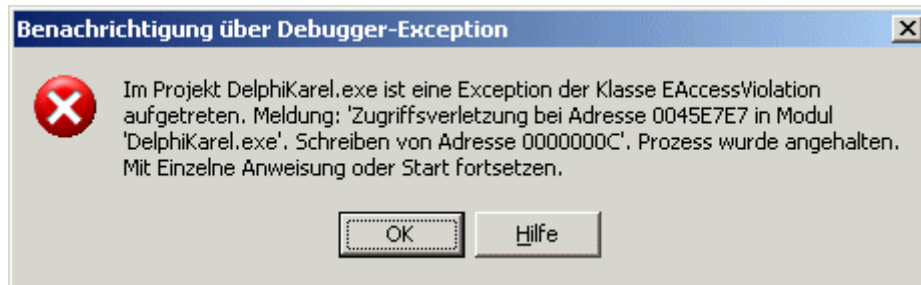 Benachrichtigung über Debugger-Exception
Im Projekt DelphiKarel.exe ist eine Exception der Klasse EAccessViolation
aufgetreten. Meldung: 'Zugriffsverletzung bei Adresse 0045E7E7 in Modul
'DelphiKarel.exe'. Schreiben von Adresse 0000000C'. Prozess wurde angehalten.
Mit Einzelne Anweisung oder Start fortsetzen.
OK
Hilfe